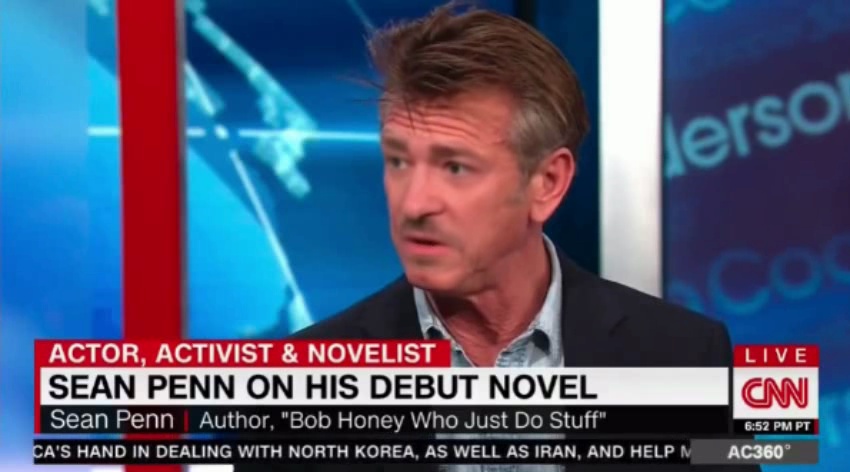 erso
Coo
ACTOR, ACTIVIST & NOVELIST
LIVE
SEAN PENN ON HIS DEBUT NOVEL
CNN
Sean Penn | Author, "Bob Honey Who Just Do Stuff"
6:52 PM PT
CA'S HAND IN DEALING WITH NORTH KOREA, AS WELL AS IRAN, AND HELP M
AC360°